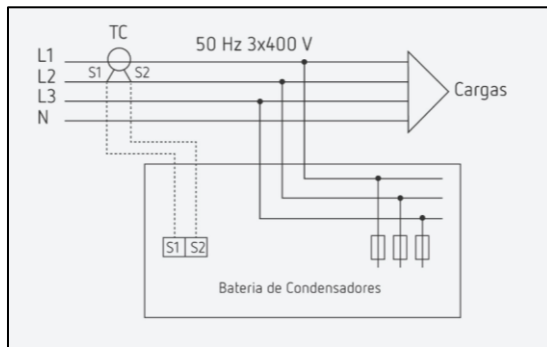 TC
50 Hz 3x400 V
L1
S1 S2
L2
L3
N
Cargas
S1 S2
Bateria de Condensadores